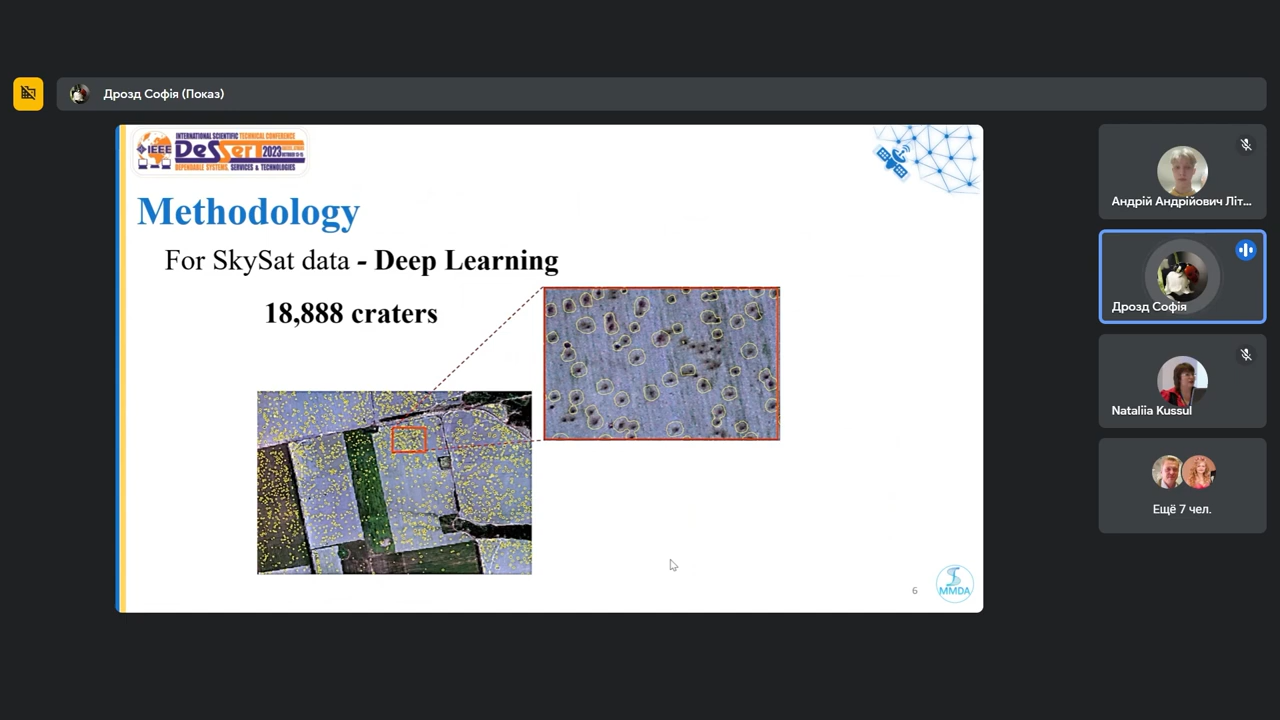 Дрозд Софія (Показ)
INTERNATIONAL SCIENTIFIC TECHNICAL CONFERENCE
IEEE
DeSSerT
2023
DEPENDABLE SYSTEMS, SERVICES & TECHNOLOGIES
Methodology
For SkySat data - Deep Learning
18,888 craters
6
MMDA
Андрій Андрійович Літ...
Дрозд Софія
Nataliia Kussul
Ещё 7 чел.